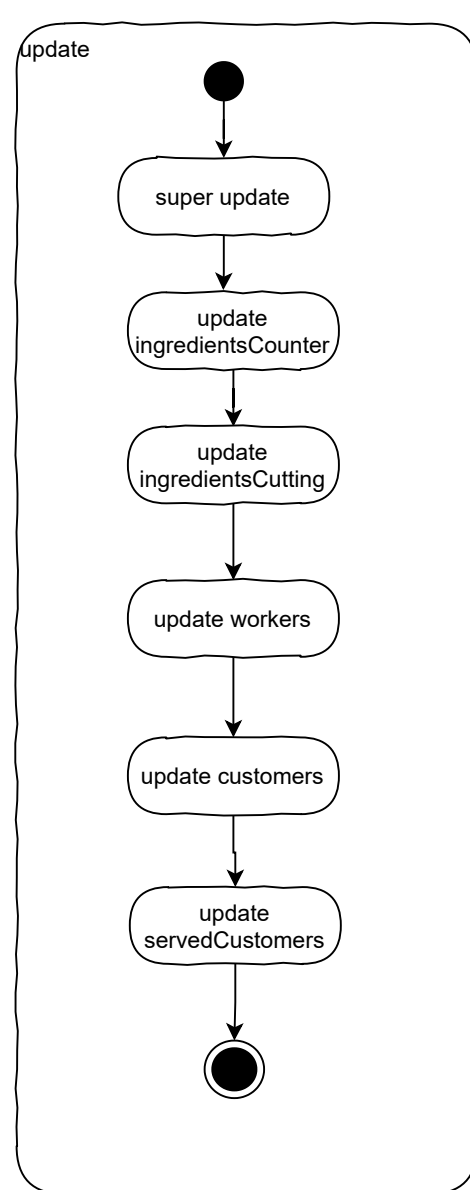 update
super update
update
ingredientsCounter
update
ingredientsCutting
update workers
update customers
update
servedCustomers